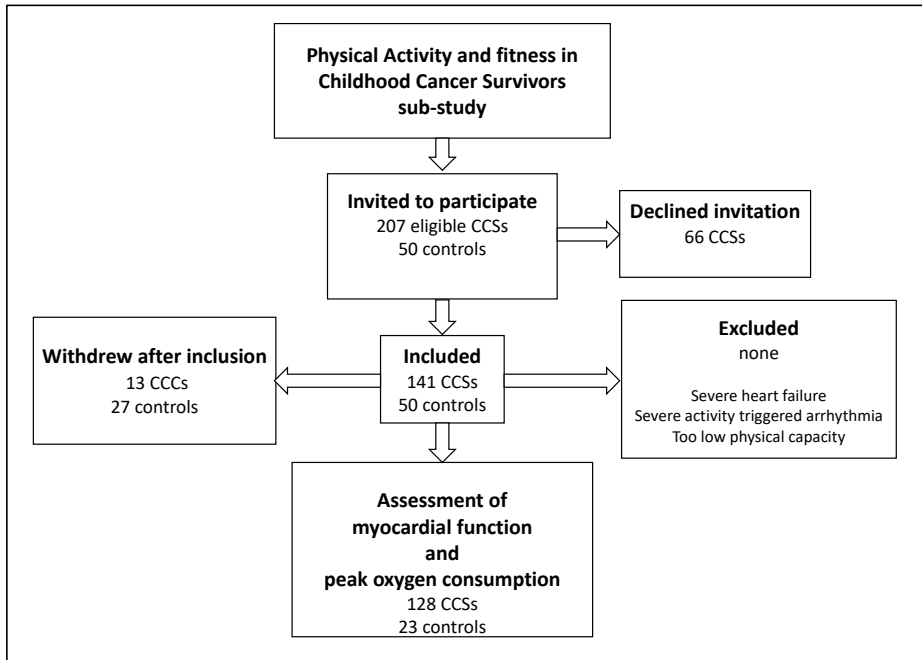 Physical Activity and fitness in
Childhood Cancer Survivors
sub-study
Invited to participate
207 eligible CCSs
50 controls
Declined invitation
66 CCSs
Withdrew after inclusion
13 CCCs
27 controls
Included
141 CCSs
50 controls
Excluded
none
Severe heart failure
Severe activity triggered arrhythmia
Too low physical capacity
Assessment of
myocardial function
and
peak oxygen consumption
128 CCSs
23 controls